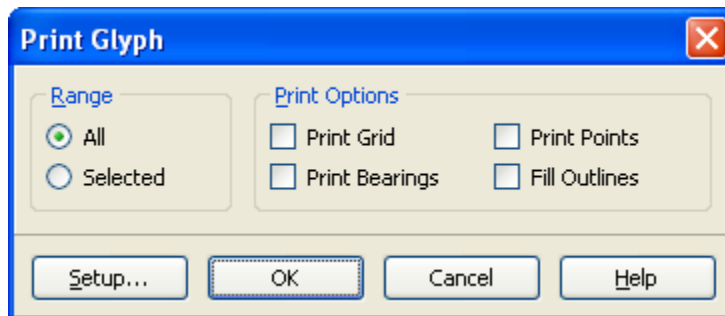 Print Glyph
Range
Print Options
All
Print Grid
Print Points
Selected
Print Bearings
Fill Outlines
Setup...
OK
Cancel
Help